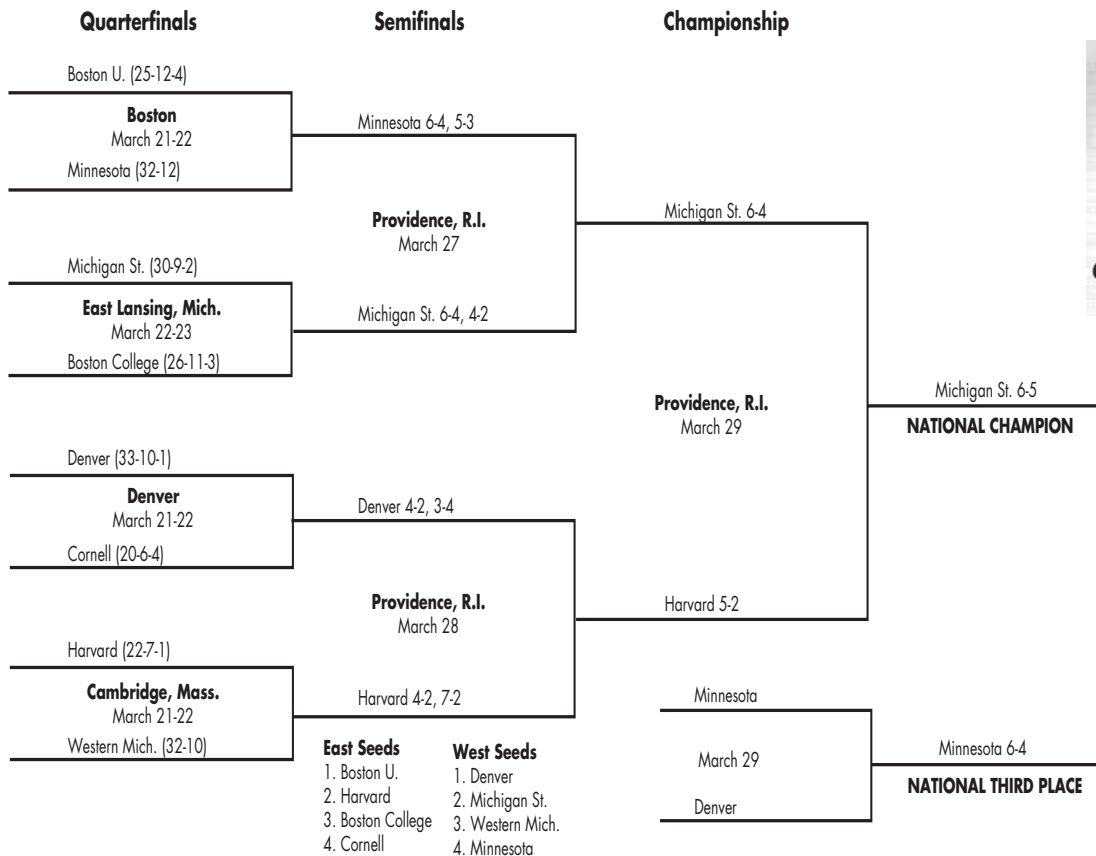 Quarterfinals
Semifinals
Championship
Boston U. (25-12-4)
Boston
March 21-22
Minnesota (32-12)
Minnesota 6-4, 5-3
Providence, R.I.
March 27
Michigan St. 6-4
Michigan St. (30-9-2)
East Lansing, Mich.
March 22-23
Boston College (26-11-3)
Michigan St. 6-4, 4-2
Providence, R.I.
March 29
Michigan St. 6-5
NATIONAL CHAMPION
Denver (33-10-1)
Denver
March 21-22
Cornell (20-6-4)
Denver 4-2, 3-4
Providence, R.I.
March 28
Harvard 5-2
Harvard (22-7-1)
Cambridge, Mass.
March 21-22
Western Mich. (32-10)
Harvard 4-2, 7-2
East Seeds
1. Boston U.
2. Harvard
3. Boston College
4. Cornell
West Seeds
1. Denver
2. Michigan St.
3. Western Mich.
4. Minnesota
Minnesota
March 29
Denver
Minnesota 6-4
NATIONAL THIRD PLACE